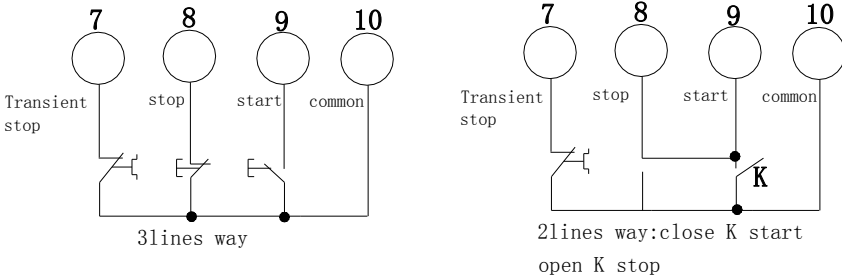 7 8 9 10
Transient stop start common
stop
3lines way
7 8 9 10
Transient stop start common
stop
K
2lines way:close K start
open K stop